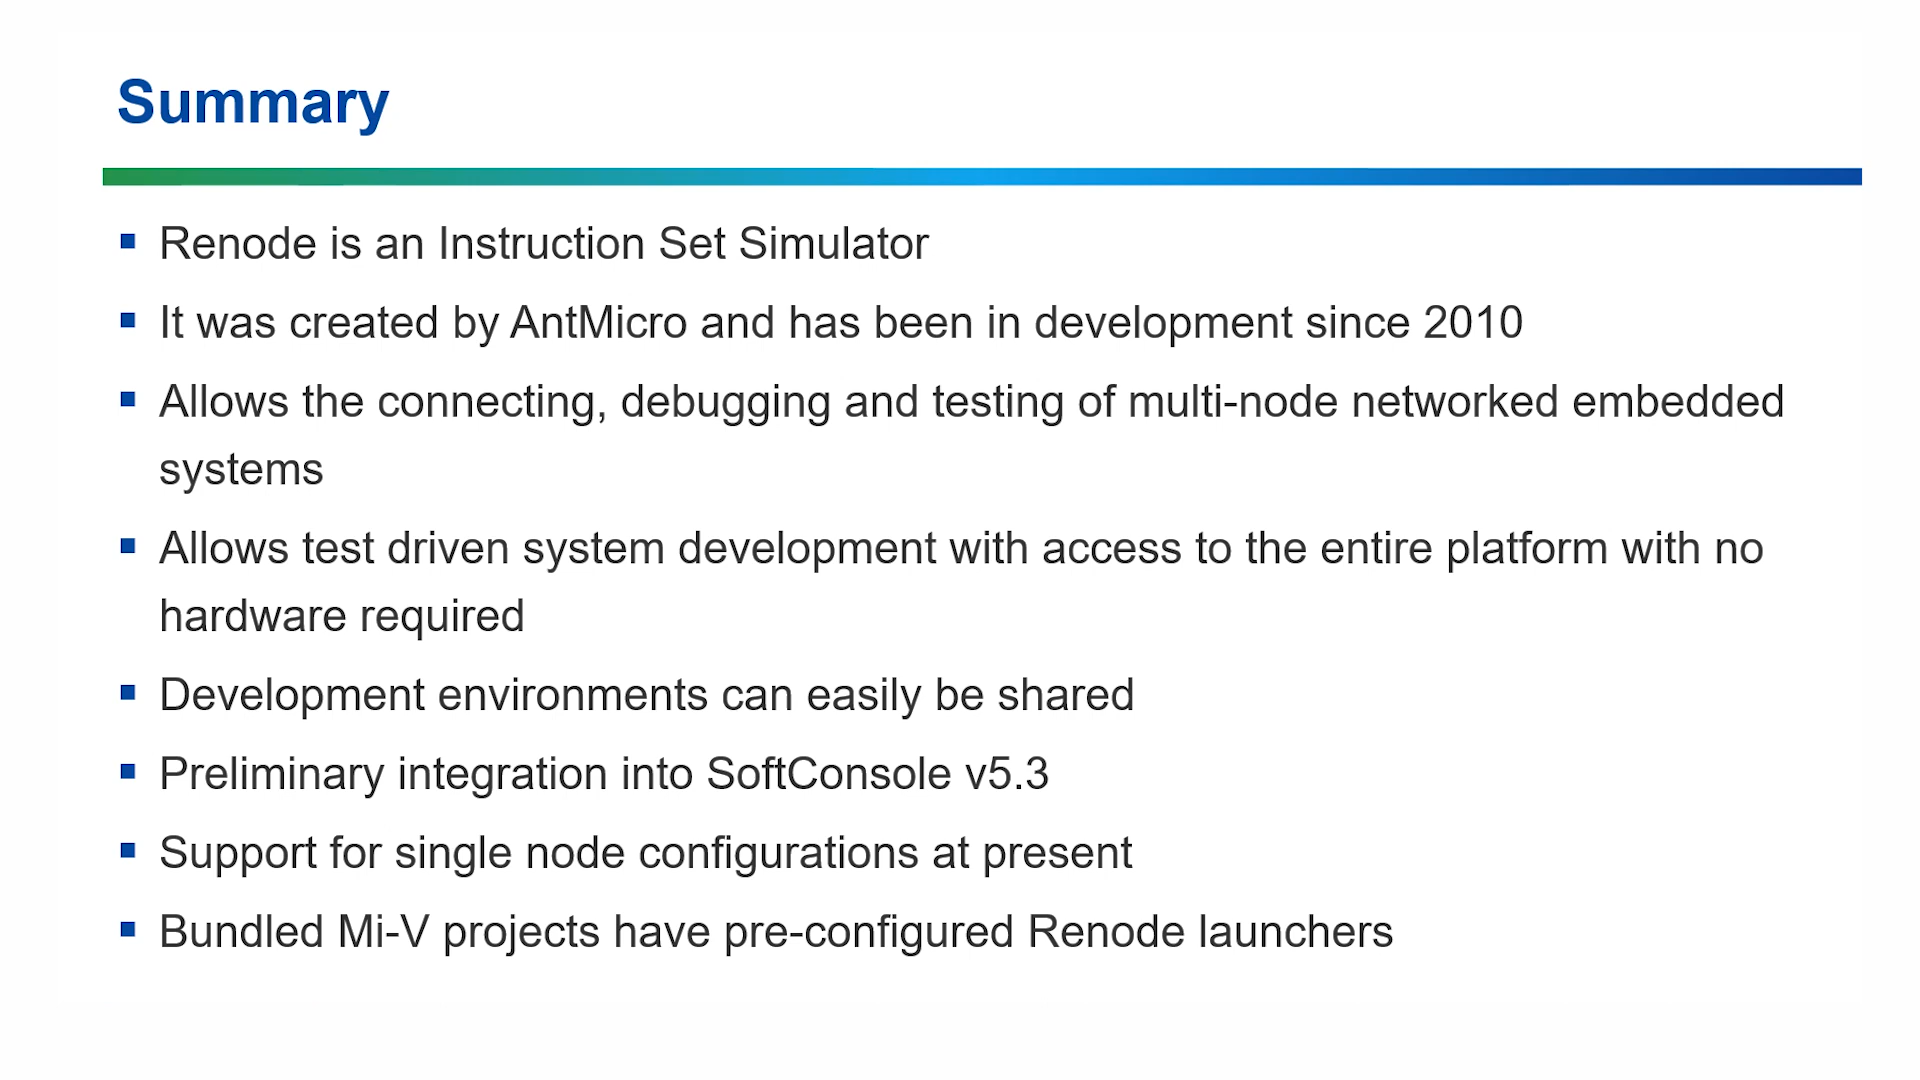 Summary
▪ Renode is an Instruction Set Simulator
▪ It was created by AntMicro and has been in development since 2010
▪ Allows the connecting, debugging and testing of multi-node networked embedded
systems
▪ Allows test driven system development with access to the entire platform with no
hardware required
▪ Development environments can easily be shared
▪ Preliminary integration into SoftConsole v5.3
▪ Support for single node configurations at present
▪ Bundled Mi-V projects have pre-configured Renode launchers